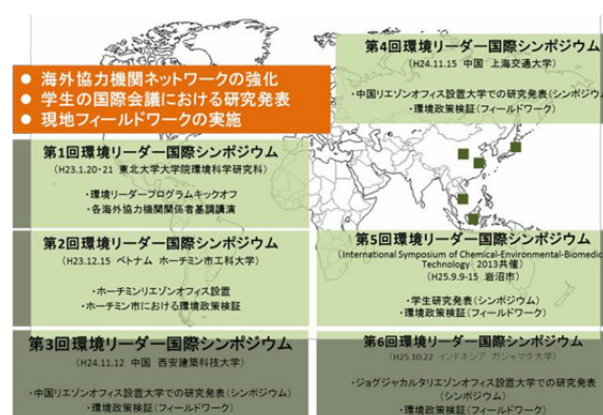 ● 海外協力機関ネットワークの強化
● 学生の国際会議における研究発表
● 現地フィールドワークの実施
第1回環境リーダー国際シンポジウム
(H23.1.20・21 東北大学大学院環境科学研究科)
・環境リーダープログラムキックオフ
・各海外協力機関関係者基調講演
第2回環境リーダー国際シンポジウム
(H23.12.15 ベトナム ホーチミン市工科大学)
・ホーチミンリエゾンオフィス設置
・ホーチミン市における環境政策検証
第3回環境リーダー国際シンポジウム
(H24.11.12 中国 西安建築科技大学)
・中国リエゾンオフィス設置大学での研究発表(シンポジウム)
・環境政策検証(フィールドワーク)
第4回環境リーダー国際シンポジウム
(H24.11.15 中国 上海交通大学)
・中国リエゾンオフィス設置大学での研究発表(シンポジウム)
・環境政策検証(フィールドワーク)
第5回環境リーダー国際シンポジウム
(International Symposium of Chemical-Environmental-Biomedical
Technology 2013共催)
(H25.9.9-15 岩沼市)
・学生研究発表(シンポジウム)
・環境政策検証(フィールドワーク)
第6回環境リーダー国際シンポジウム
(H25.10.22 インドネシア ガジャマダ大学)
・ジョグジャカルタリエゾンオフィス設置大学での研究発表
(シンポジウム)
・環境政策検証(フィールドワーク)